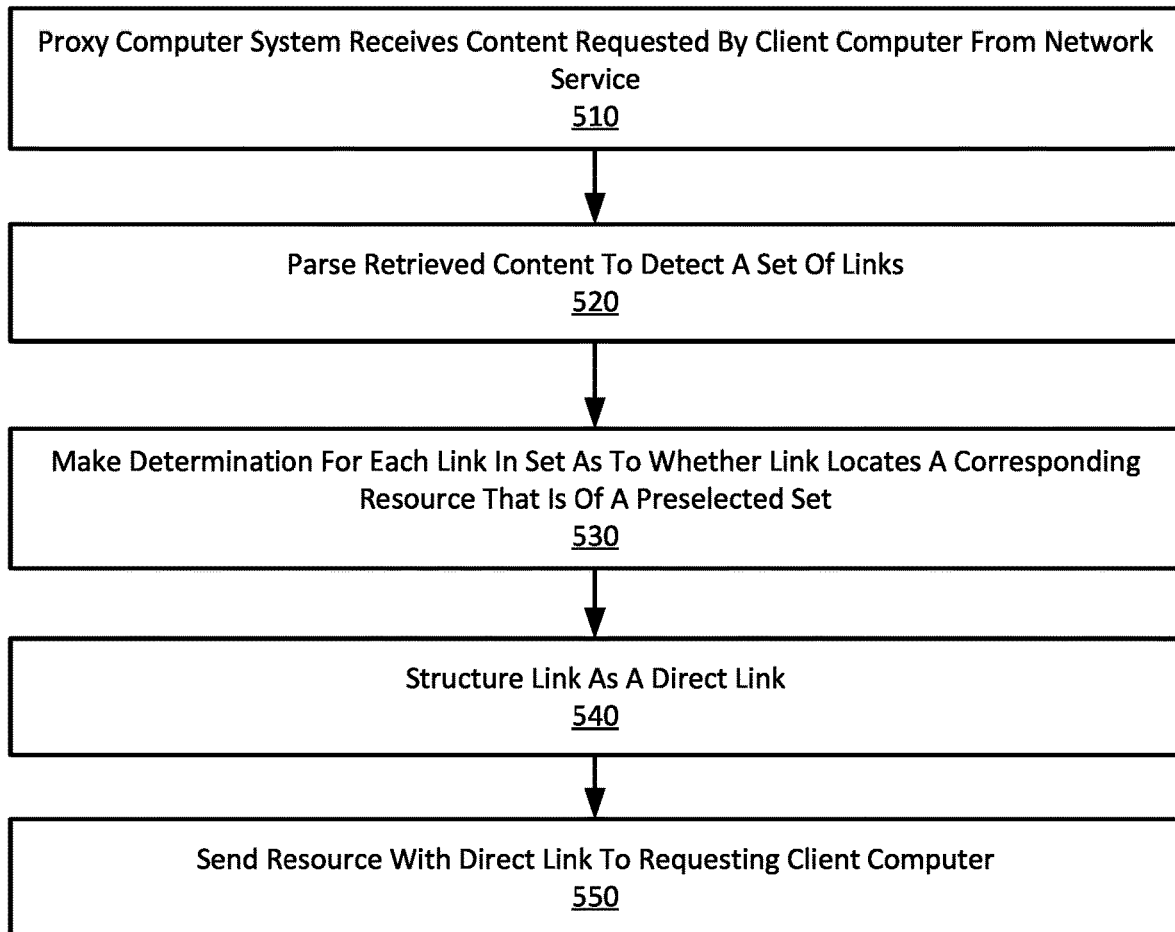 Proxy Computer System Receives Content Requested By Client Computer From Network
Service
510
Parse Retrieved Content To Detect A Set Of Links
520
Make Determination For Each Link In Set As To Whether Link Locates A Corresponding
Resource That Is Of A Preselected Set
530
Structure Link As A Direct Link
540
Send Resource With Direct Link To Requesting Client Computer
550